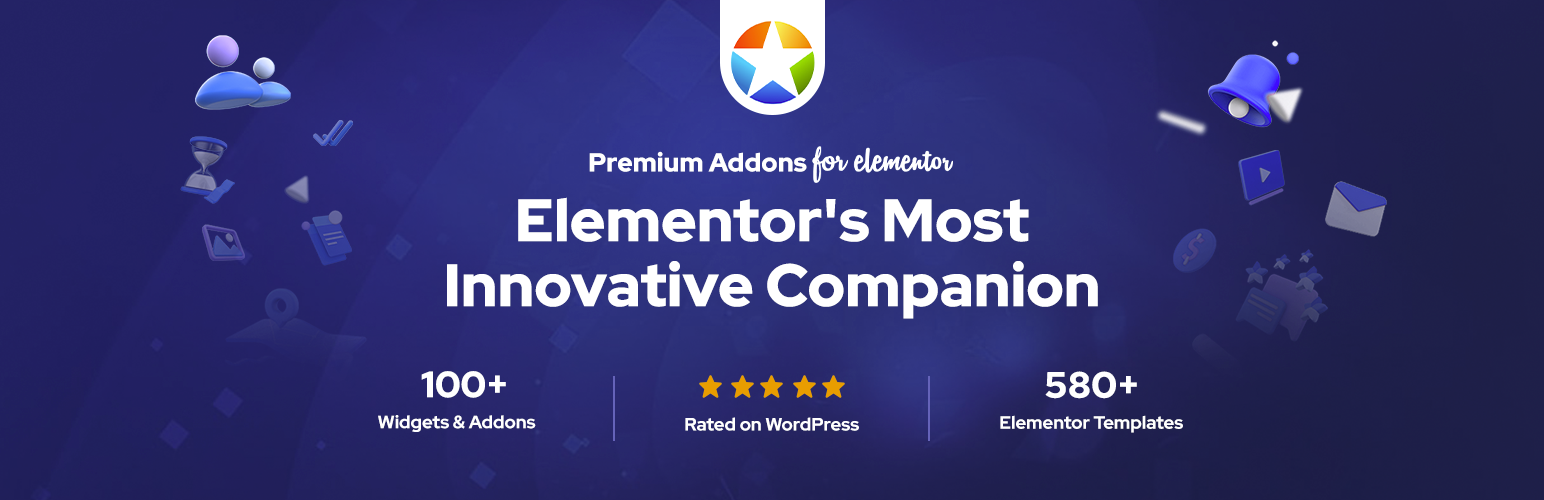 Premium Addons for elementor
Elementor's Most
Innovative Companion
100+
Widgets & Addons
Rated on WordPress
580+
Elementor Templates